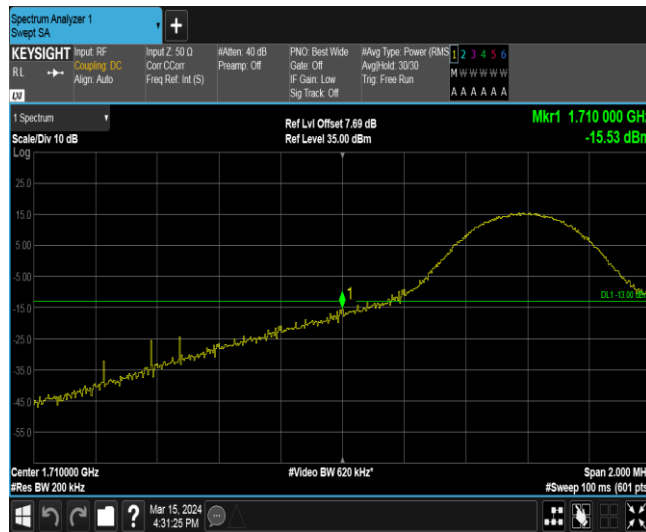 Spectrum Analyzer 1
Swept SA
+
KEYSIGHT
RL
LXI
Input: RF
Coupling: DC
Align: Auto
Input Z: 50 Ω
Corr CCorr
Freq Ref: Int (S)
#Atten: 40 dB
Preamp: Off
PNO: Best Wide
Gate: Off
IF Gain: Low
Sig Track: Off
#Avg Type: Power (RMS
Avg|Hold: 30/30
Trig: Free Run
1 2 3 4 5 6
M W W W W W
A A A A A A
1 Spectrum
Scale/Div 10 dB
Ref Lvl Offset 7.69 dB
Ref Level 35.00 dBm
Mkr1 1.710 000 GHz
-15.53 dBm
Log
25.0
15.0
5.00
-5.00
1
DL1 -13.00 dBm
-15.0
-25.0
-35.0
-45.0
-55.0
Center 1.710000 GHz
#Video BW 620 kHz*
Span 2.000 MHz
#Res BW 200 kHz
#Sweep 100 ms (601 pts)
?
Mar 15, 2024
4:31:25 PM